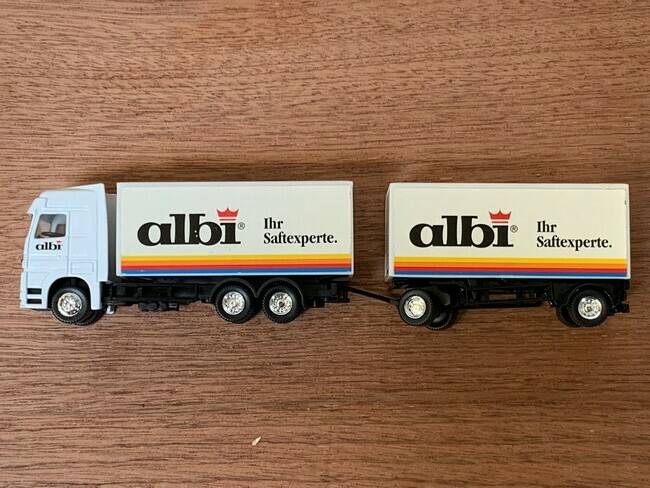 albi
albi®
Ihr
Saftexperte.
albi®
Ihr
Saftexperte.